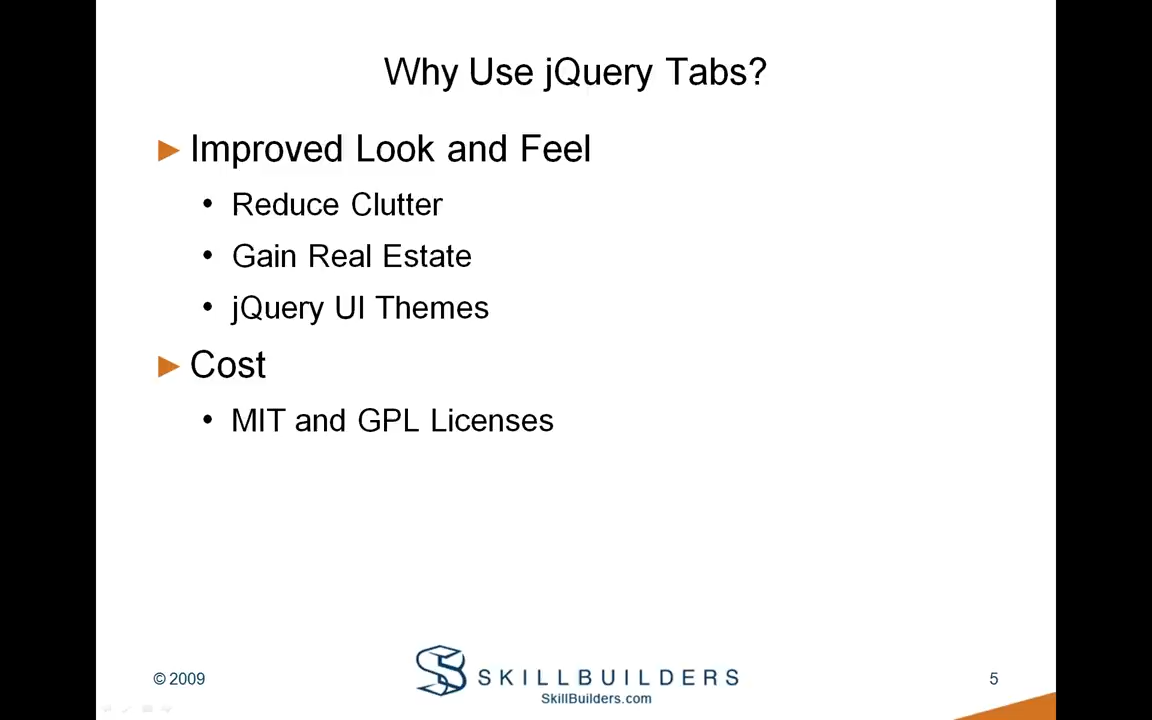 Why Use jQuery Tabs?
► Improved Look and Feel
• Reduce Clutter
• Gain Real Estate
• jQuery UI Themes
► Cost
• MIT and GPL Licenses
© 2009
SKILLBUILDERS
SkillBuilders.com
5